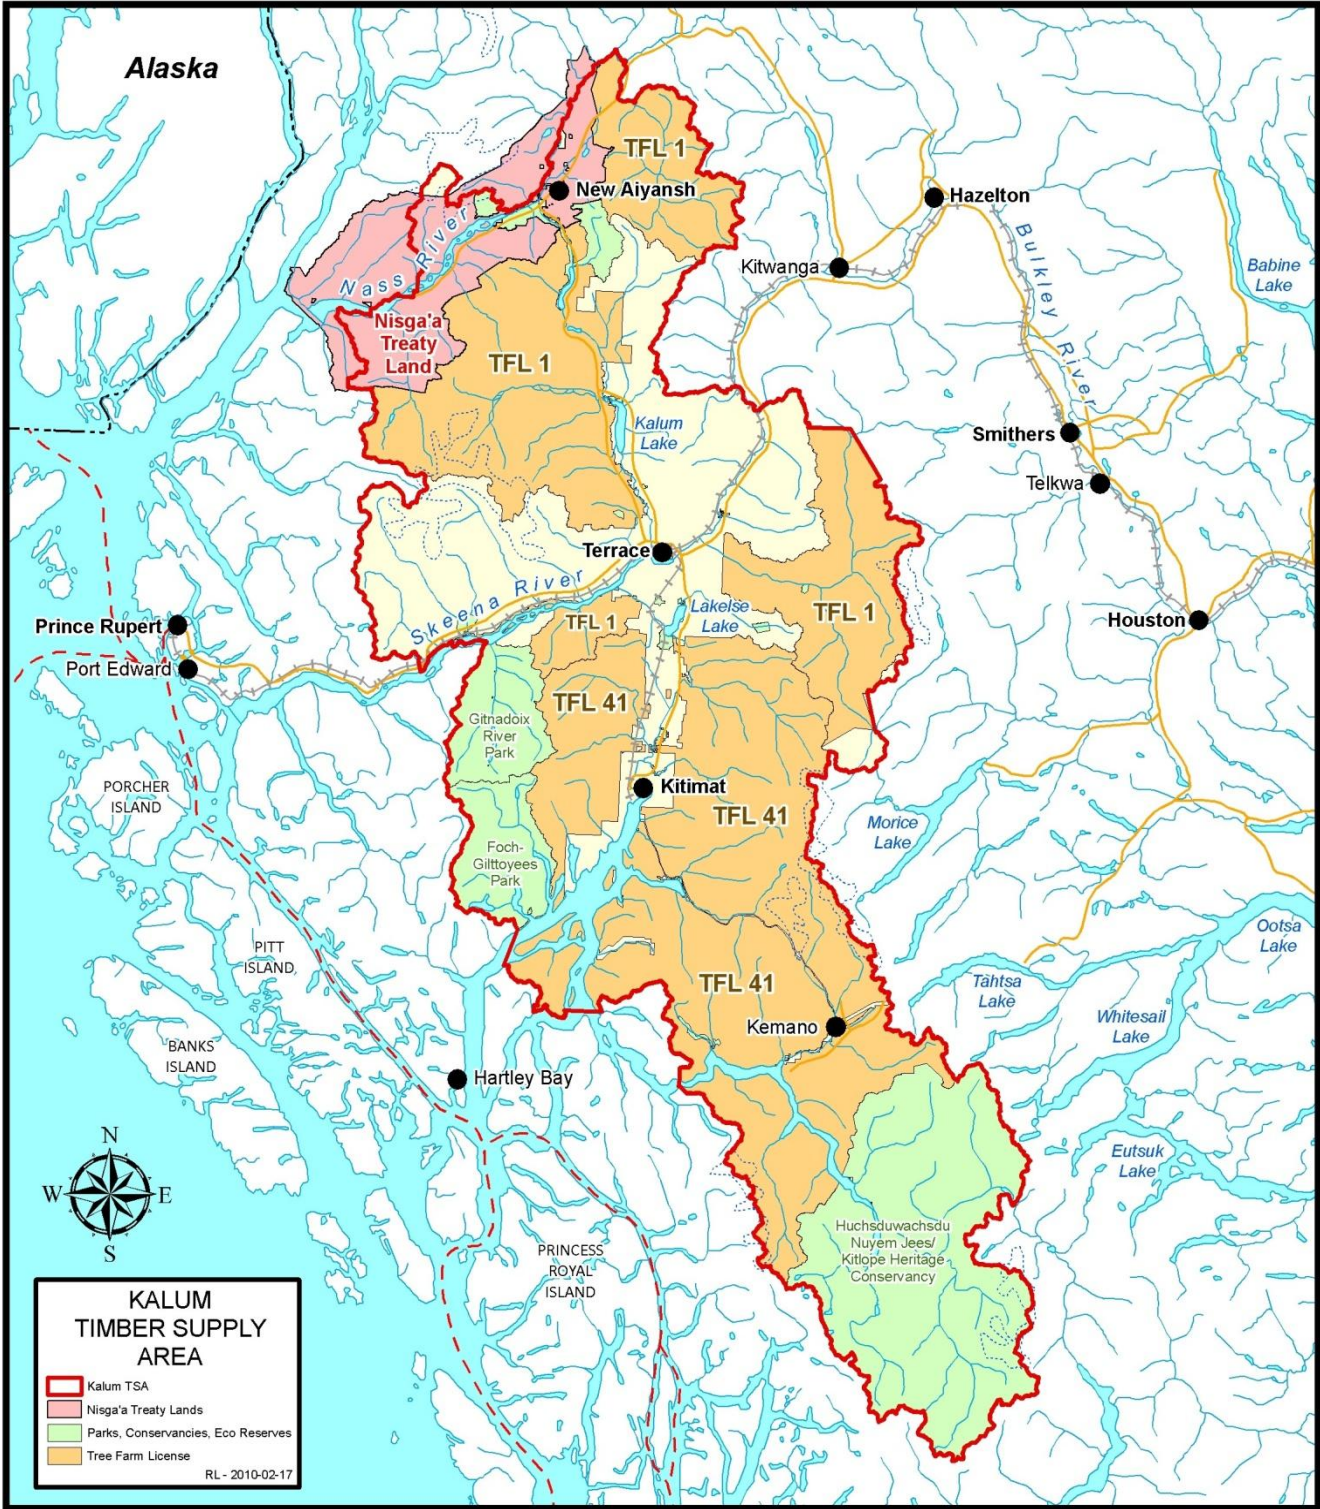 Alaska
TFL 1
New Aiyansh
Hazelton
Nass River
Kitwanga
Bulkley River
Babine
Lake
Nisga'a
Treaty
Land
TFL 1
Kalum
Lake
Smithers
Telkwa
Terrace
Skeena River
Lakelse
Lake
TFL 1
TFL 1
Houston
Prince Rupert
Port Edward
TFL 41
Gitnadoix
River
Park
PORCHER
ISLAND
Kitimat
TFL 41
Morice
Lake
Foch-
Gilttoyees
Park
Ootsa
Lake
PITT
ISLAND
TFL 41
Tahtsa
Lake
Whitesail
Lake
Kemano
BANKS
ISLAND
Hartley Bay
Eutsuk
Lake
N
W
E
S
Huchsduwachsdu
Nuyem Jees/
Kitlope Heritage
Conservancy
PRINCESS
ROYAL
ISLAND
KALUM
TIMBER SUPPLY
AREA
Kalum TSA
Nisga'a Treaty Lands
Parks, Conservancies, Eco Reserves
Tree Farm License
RL - 2010-02-17